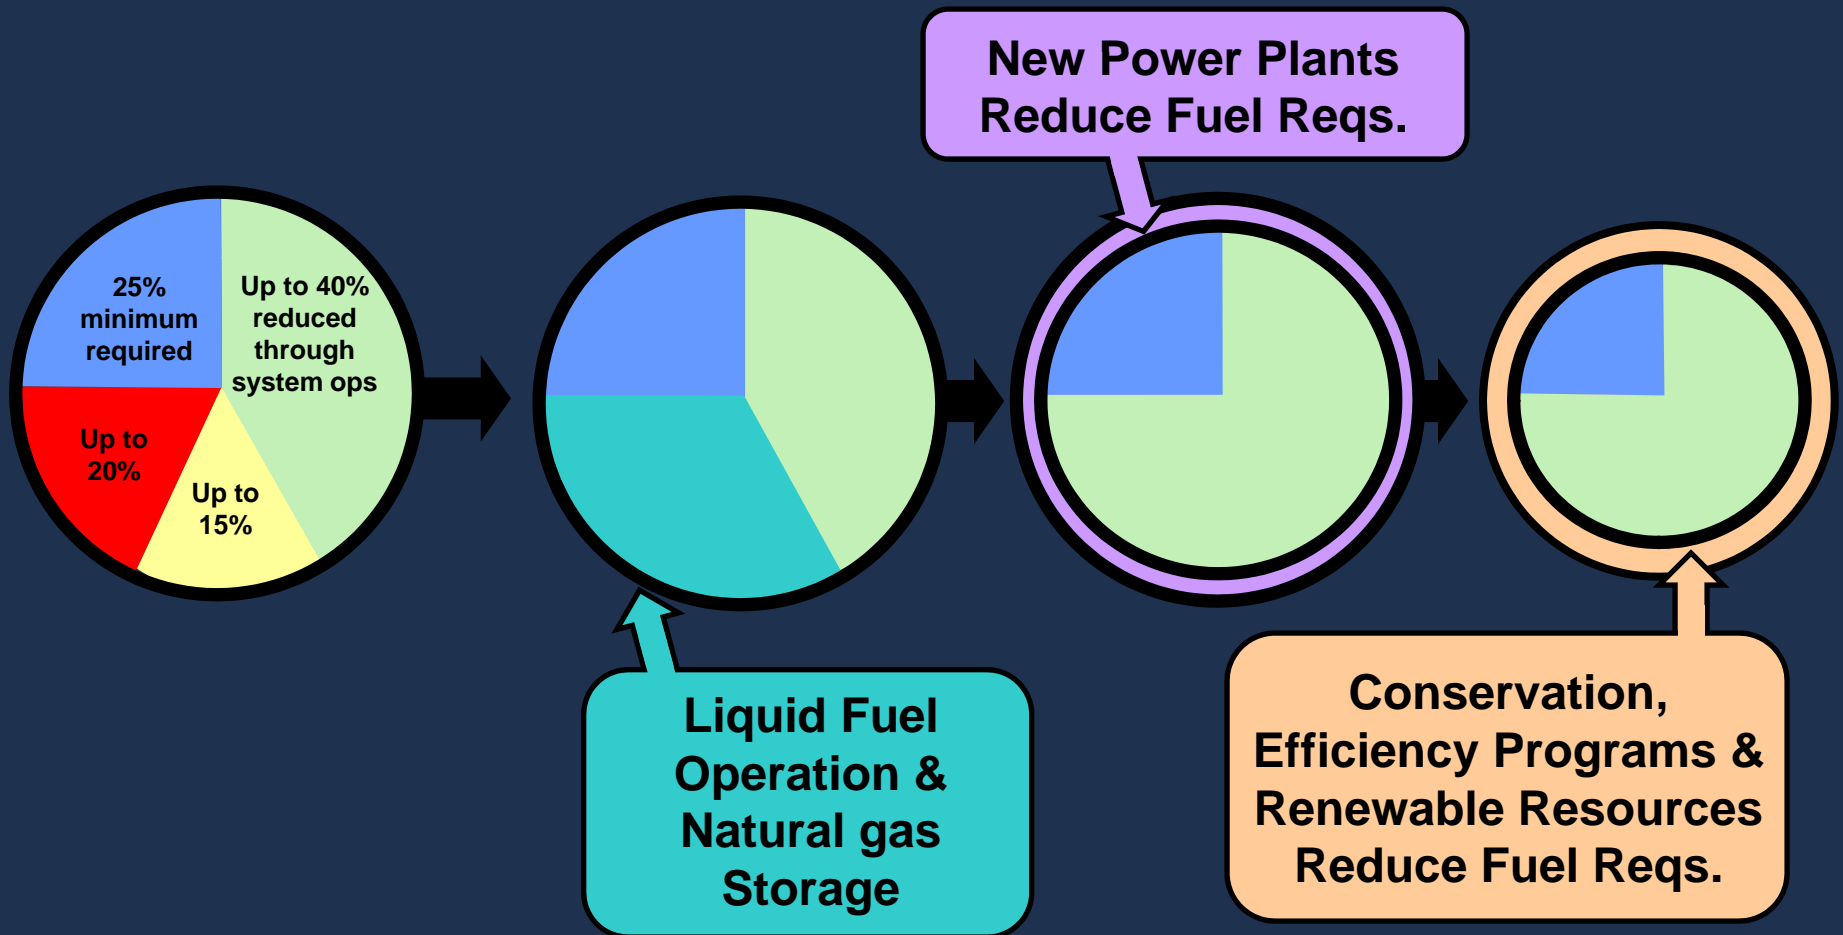 New Power Plants
Reduce Fuel Reqs.
25%
minimum
required
Up to 40%
reduced
through
system ops
Up to
20%
Up to
15%
Liquid Fuel
Operation &
Natural gas
Storage
Conservation,
Efficiency Programs &
Renewable Resources
Reduce Fuel Reqs.